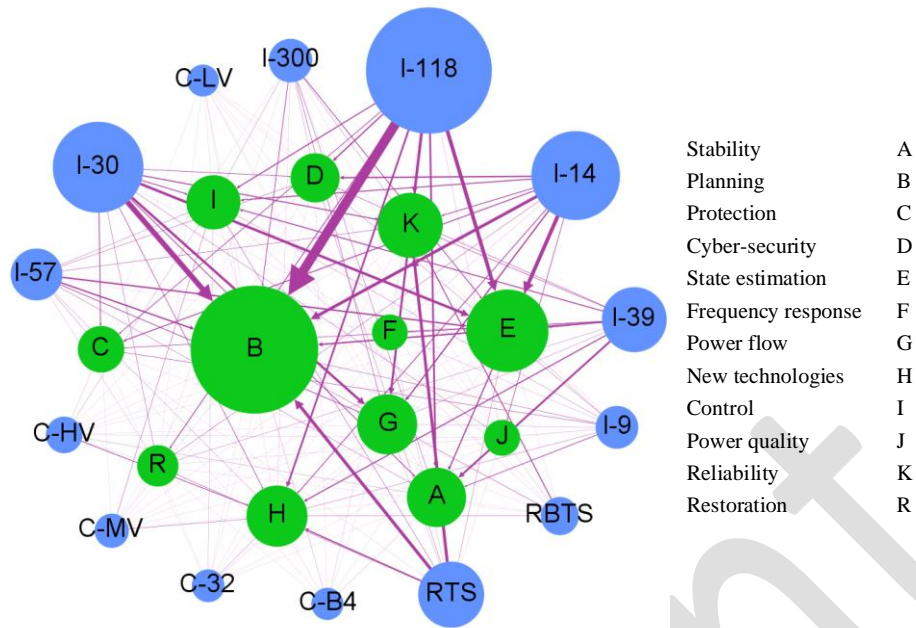 I-118
I-300
C-LV
I-30
I-14
D
I
K
I-57
I-39
F
E
B
C
G
J
I-9
C-HV
R
A
H
RBTS
C-MV
C-32
C-B4
RTS
Stability A
Planning B
Protection C
Cyber-security D
State estimation E
Frequency response F
Power flow G
New technologies H
Control I
Power quality J
Reliability K
Restoration R